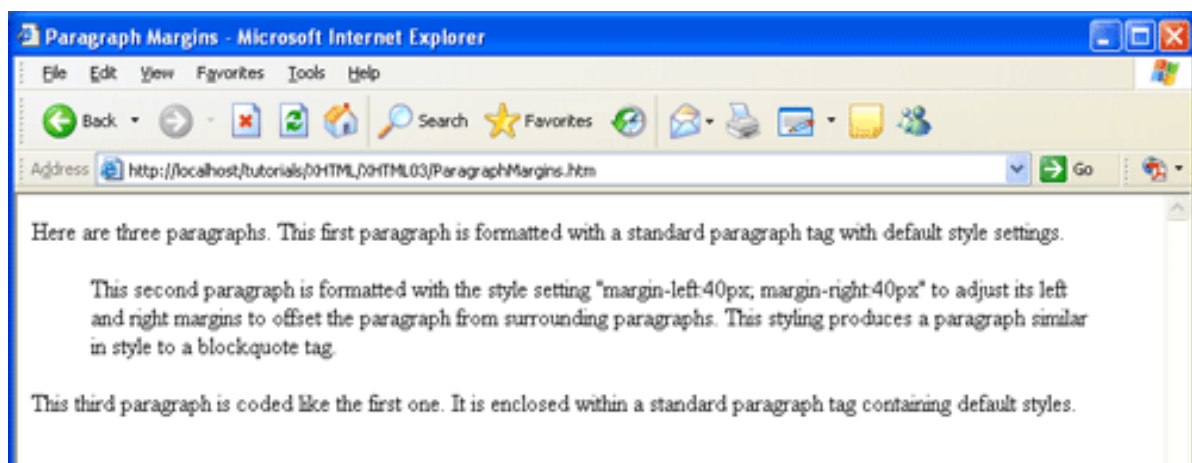 Paragraph Margins - Microsoft Internet Explorer
File Edit View Favorites Tools Help
Back Search Favorites
Address http://localhost/tutorials/XHTML/XHTML03/ParagraphMargins.htm Go
Here are three paragraphs. This first paragraph is formatted with a standard paragraph tag with default style settings.
This second paragraph is formatted with the style setting "margin-left:40px; margin-right:40px" to adjust its left
and right margins to offset the paragraph from surrounding paragraphs. This styling produces a paragraph similar
in style to a blockquote tag.
This third paragraph is coded like the first one. It is enclosed within a standard paragraph tag containing default styles.